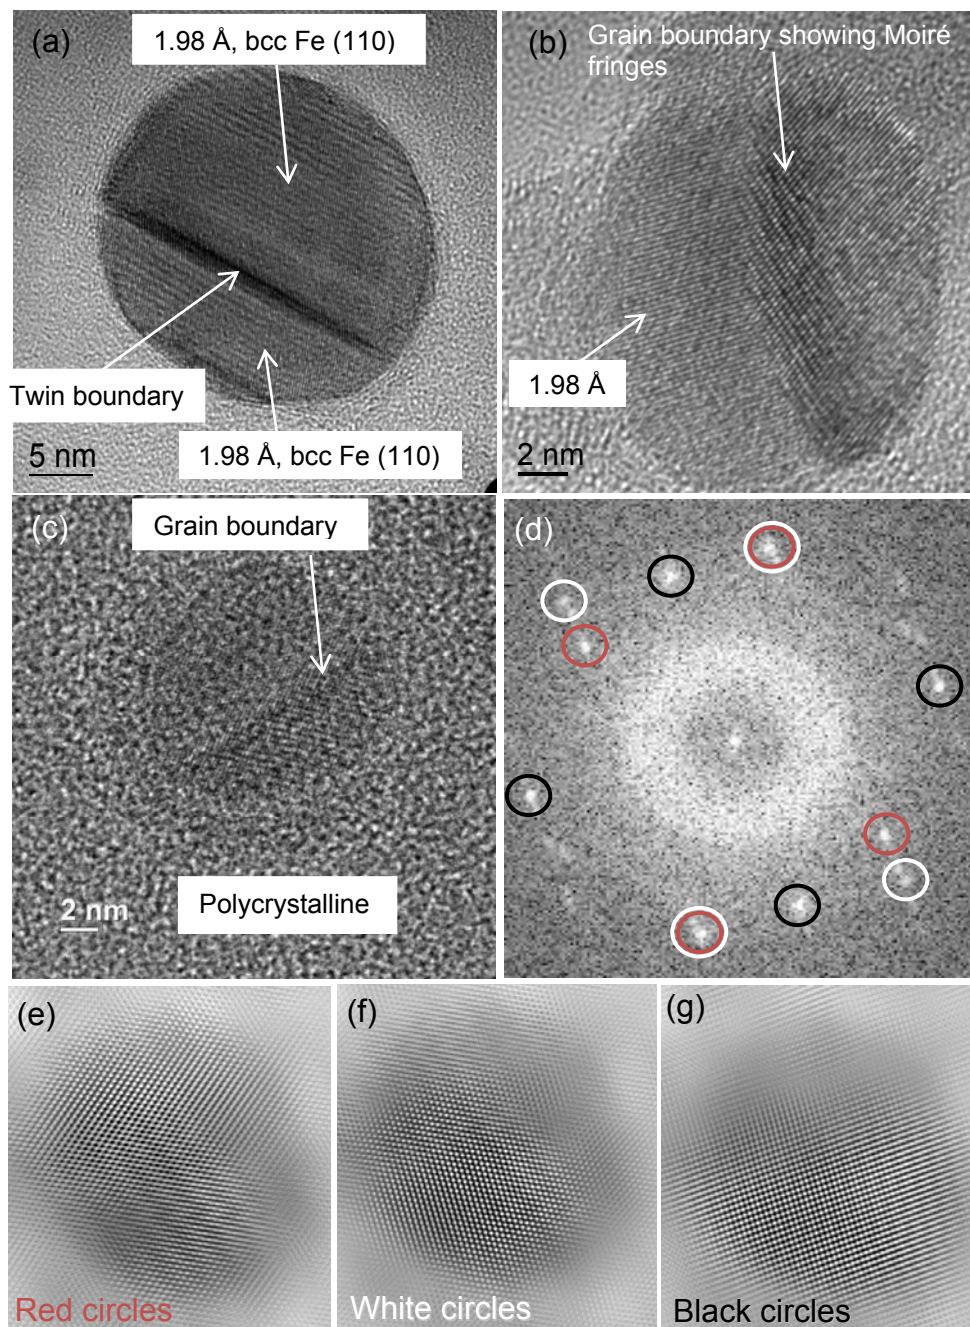 (a)
1.98 Å, bcc Fe (110)
Twin boundary
1.98 Å, bcc Fe (110)
5 nm
(b)
Grain boundary showing Moiré
fringes
1.98 Å
2 nm
(c)
Grain boundary
Polycrystalline
2 nm
(d)
(e)
Red circles
(f)
White circles
(g)
Black circles